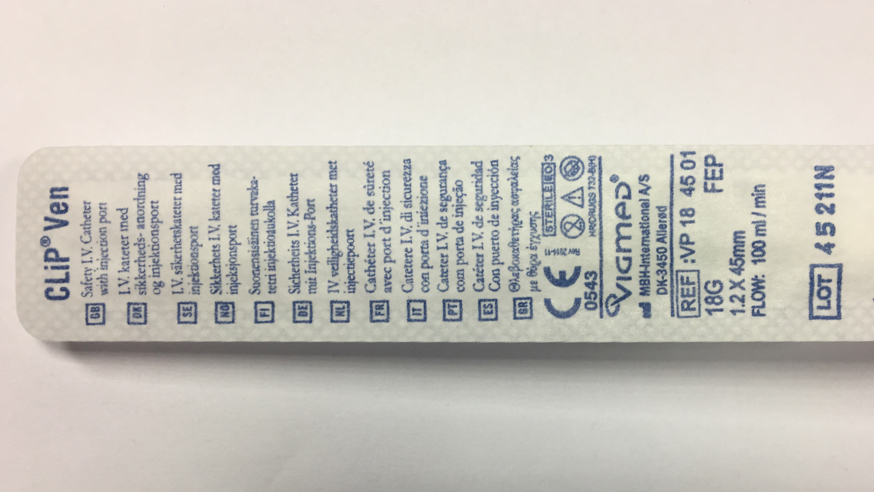 CLiP® Ven
GB Safety I.V. Catheter
with injection port
DK I.V. kateter med
sikkerheds- anordning
og injektionsport
SE I.V. säkerhetskateter med
injektionsport
NO Sikkerhet I.V. kateter med
injeksjonsport
FI Suonensisäinen turvaka-
tetri injektiotukolla
DE Sicherheits I.V. Katheter
mit Injektions-Port
NL IV veiligheidskatheter met
injectiepoort
FR Cathéter I.V. de sûreté
avec port d'injection
IT Catetere I.V. di sicurezza
con porta d'iniezione
PT Cateter I.V. de segurança
com porta de injeção
ES Catéter I.V. de seguridad
Con puerto de inyección
GR Φλεβοκαθετήρας ασφαλείας
με θύρα έγχυσης
CE
0543
STERILE EO 3
2
VIGMED®
MBH-International A/S
DK-3450 Allerød
REF :VP 18 45 01
18G FEP
1.2 X 45mm
FLOW: 100 ml / min
LOT 45 211N